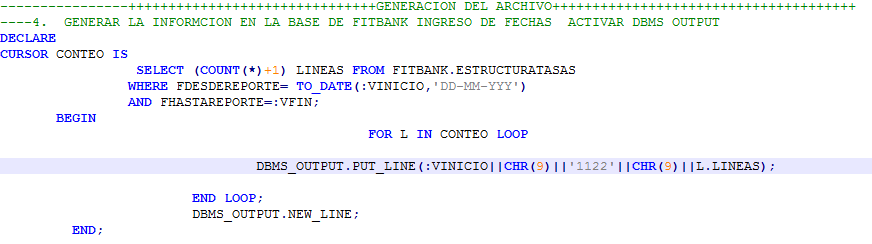 -----------------+++++++++++++++++++++++++++++++GENERACION DEL ARCHIVO++++++++++++++++++++++++++++++++++++++
----4.  GENERAR LA INFORMCION EN LA BASE DE FITBANK INGRESO DE FECHAS  ACTIVAR DBMS OUTPUT
DECLARE
CURSOR CONTEO IS
SELECT (COUNT(*)+1) LINEAS FROM FITBANK.ESTRUCTURATASAS
WHERE FDESDEREPORTE= TO_DATE(:VINICIO,'DD-MM-YYY')
AND FHASTAREPORTE=:VFIN;
BEGIN
FOR L IN CONTEO LOOP
DBMS_OUTPUT.PUT_LINE(:VINICIO||CHR(9)||'1122'||CHR(9)||L.LINEAS);
END LOOP;
DBMS_OUTPUT.NEW_LINE;
END;